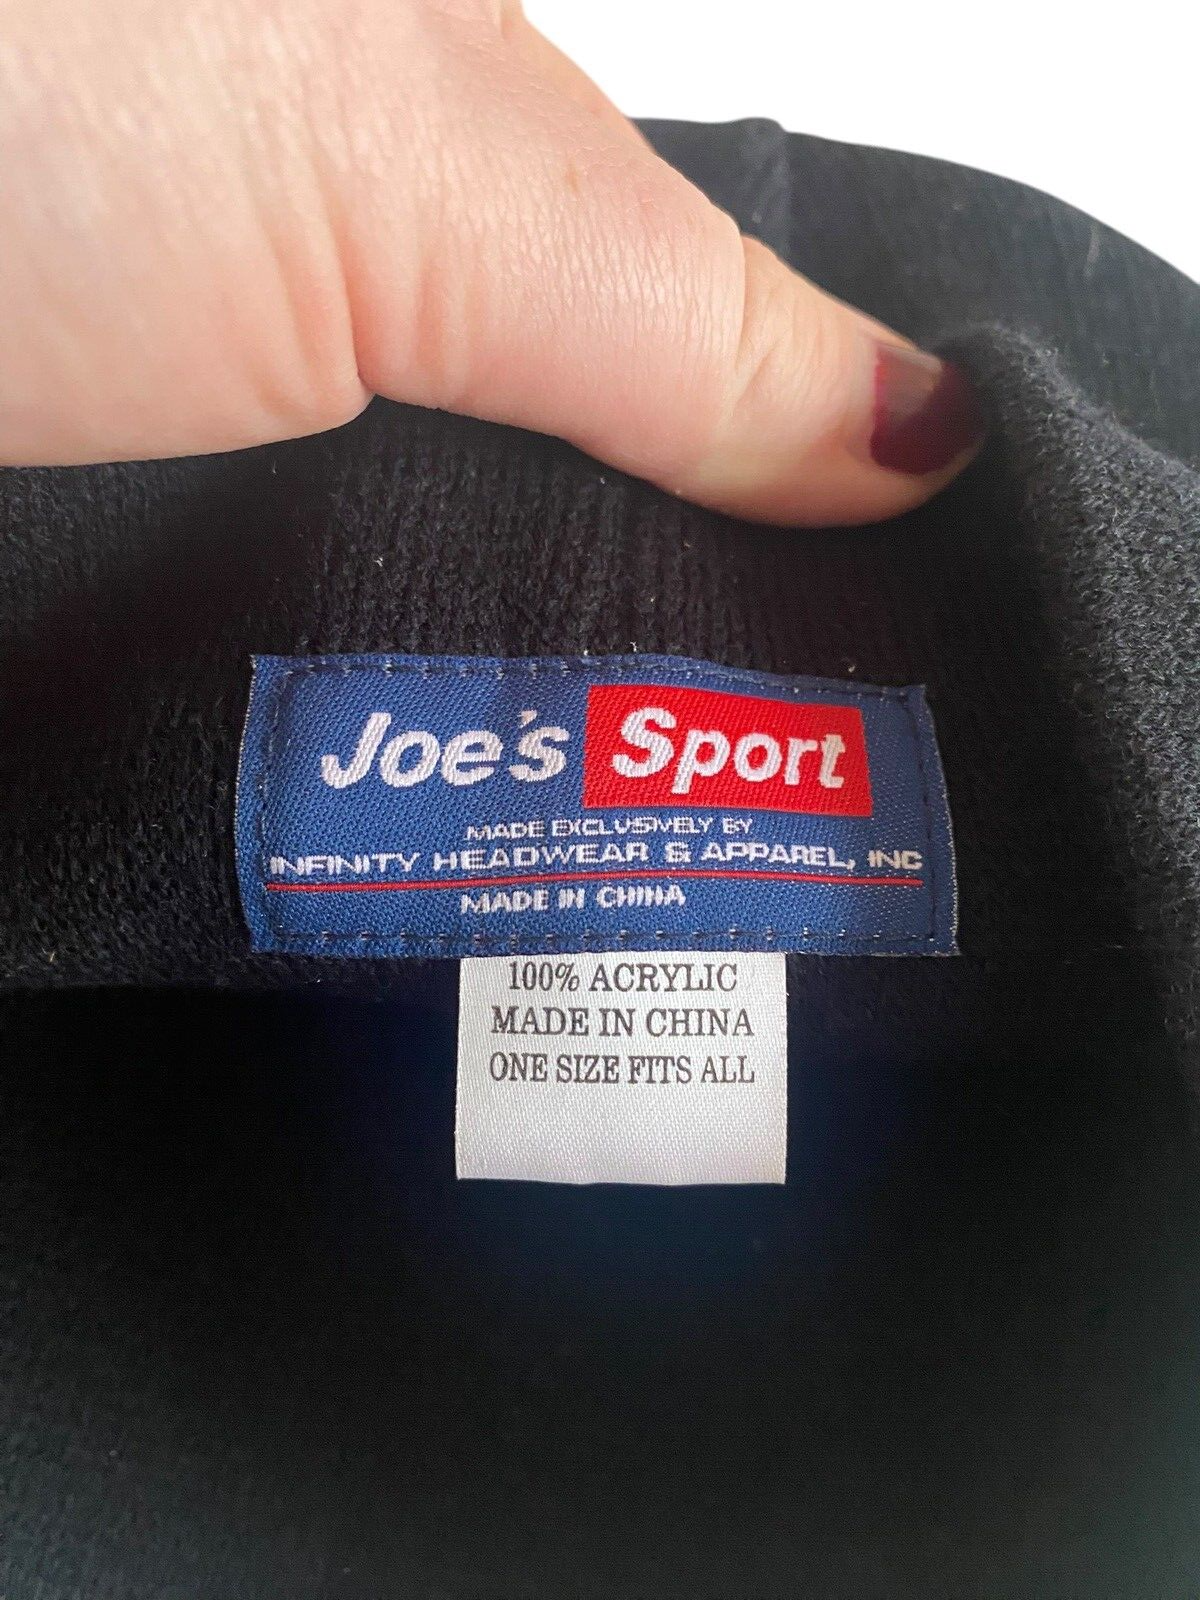 Joe's Sport
MADE EXCLUSIVELY BY
INFINITY HEADWEAR & APPAREL, INC
MADE IN CHINA
100% ACRYLIC
MADE IN CHINA
ONE SIZE FITS ALL